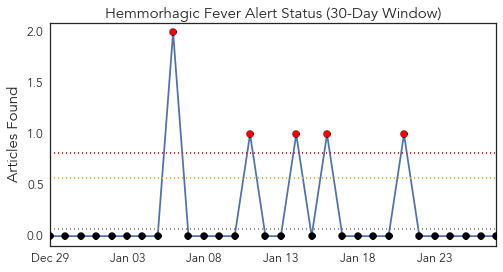 Hemmorhagic Fever Alert Status (30-Day Window)
Articles Found
2.0
1.5
1.0
0.5
0.0
Dec 29 Jan 03 Jan 08 Jan 13 Jan 18 Jan 23